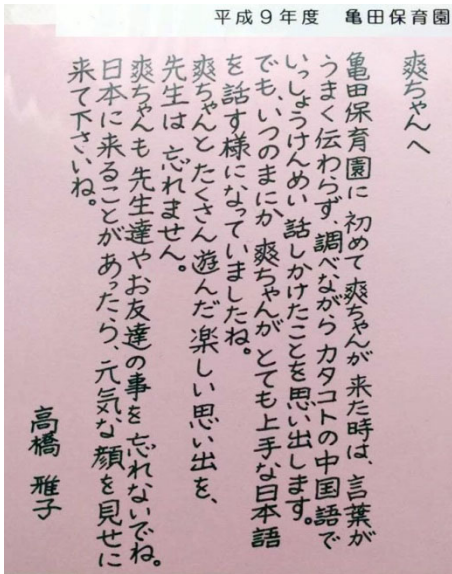 平成9年度 亀田保育園
爽ちゃんへ
亀田保育園に初めて爽ちゃんが来た時は、言葉が
うまく伝わらず、調べながらカタコトの中国語で
いっしょうけんめい話しかけたことを思い出します。
でも、いつのまにか爽ちゃんがとても上手な日本語
を話す様になっていましたね。
爽ちゃんとたくさん遊んだ楽しい思い出を、
先生は忘れません。
爽ちゃんも先生達やお友達の事を忘れないでね。
日本に来ることがあったら、元気な顔を見せに
来て下さいね。
高橋 雅子